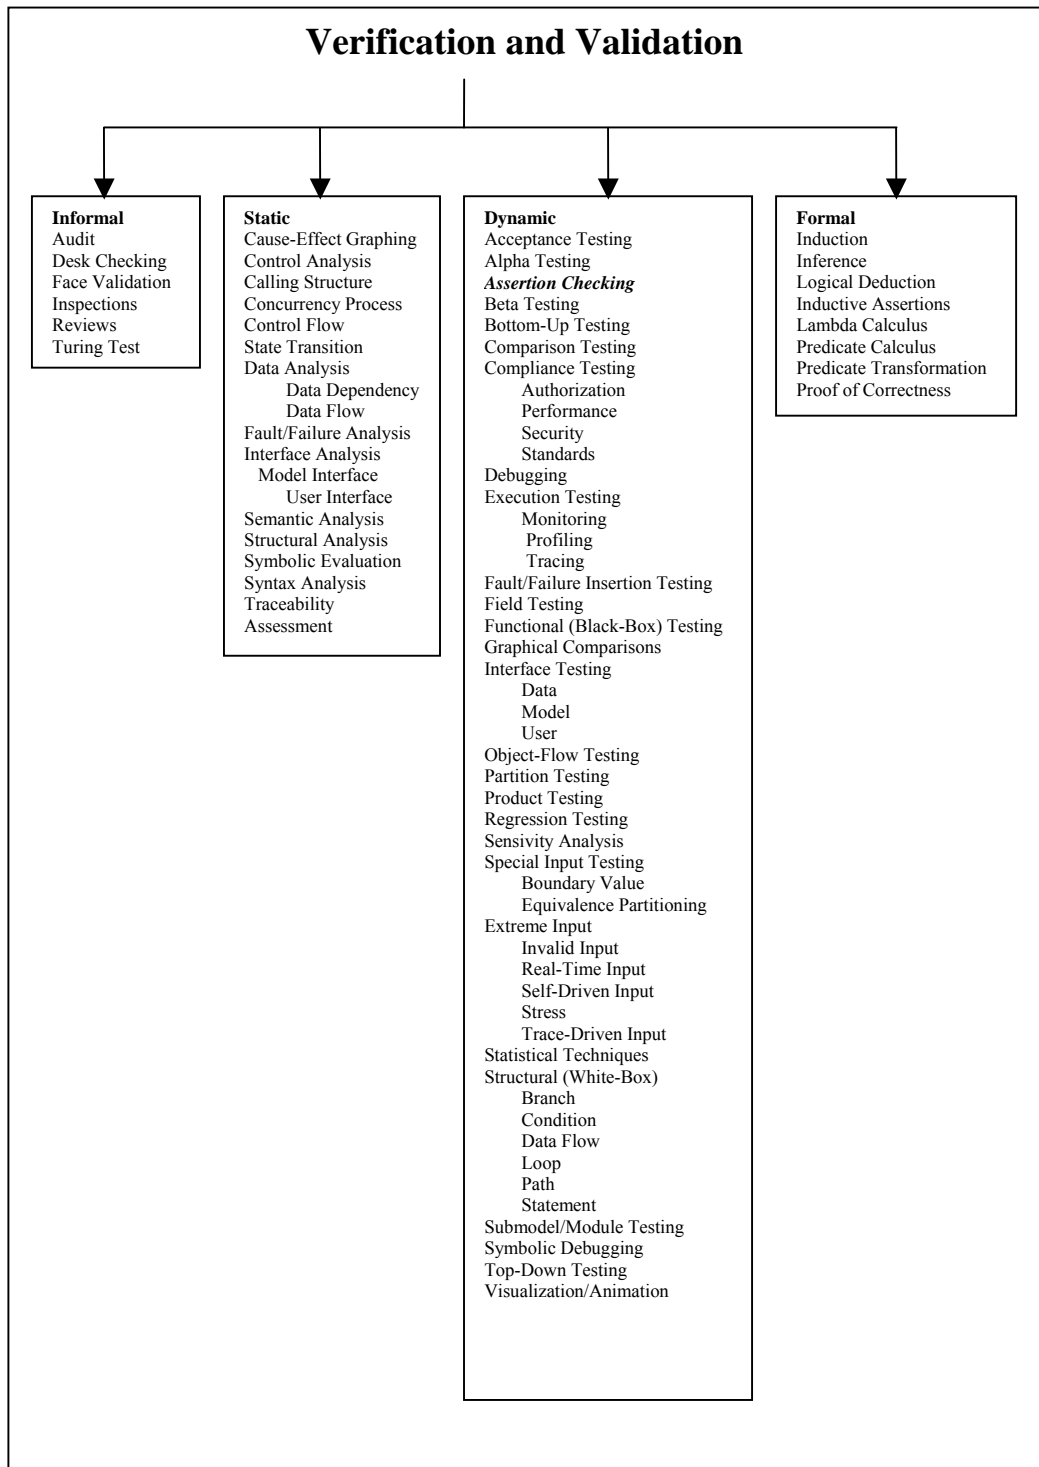 Verification and Validation
Informal
Audit
Desk Checking
Face Validation
Inspections
Reviews
Turing Test
Static
Cause-Effect Graphing
Control Analysis
Calling Structure
Concurrency Process
Control Flow
State Transition
Data Analysis
Data Dependency
Data Flow
Fault/Failure Analysis
Interface Analysis
Model Interface
User Interface
Semantic Analysis
Structural Analysis
Symbolic Evaluation
Syntax Analysis
Traceability
Assessment
Dynamic
Acceptance Testing
Alpha Testing
Assertion Checking
Beta Testing
Bottom-Up Testing
Comparison Testing
Compliance Testing
Authorization
Performance
Security
Standards
Debugging
Execution Testing
Monitoring
Profiling
Tracing
Fault/Failure Insertion Testing
Field Testing
Functional (Black-Box) Testing
Graphical Comparisons
Interface Testing
Data
Model
User
Object-Flow Testing
Partition Testing
Product Testing
Regression Testing
Sensivity Analysis
Special Input Testing
Boundary Value
Equivalence Partitioning
Extreme Input
Invalid Input
Real-Time Input
Self-Driven Input
Stress
Trace-Driven Input
Statistical Techniques
Structural (White-Box)
Branch
Condition
Data Flow
Loop
Path
Statement
Submodel/Module Testing
Symbolic Debugging
Top-Down Testing
Visualization/Animation
Formal
Induction
Inference
Logical Deduction
Inductive Assertions
Lambda Calculus
Predicate Calculus
Predicate Transformation
Proof of Correctness